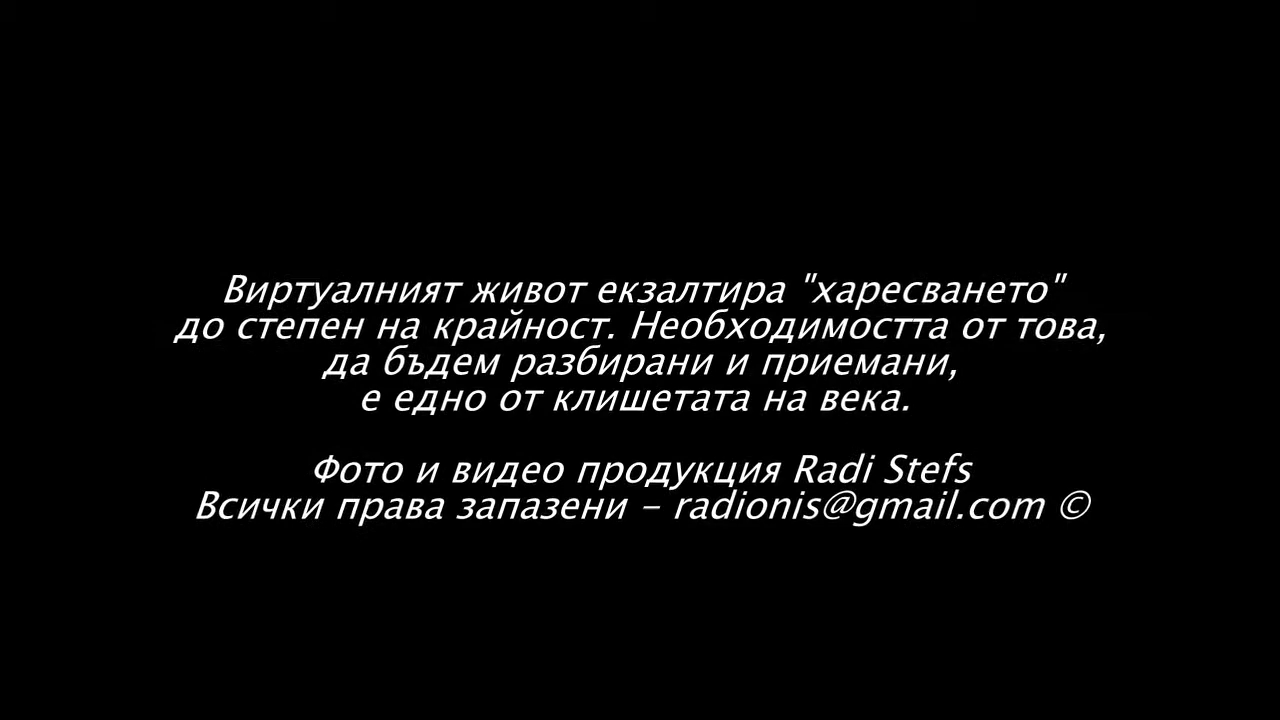 Виртуалният живот екзалтира "харесването"
до степен на крайност. Необходимостта от това,
да бъдем разбирани и приемани,
е едно от клишетата на века.
Фото и видео продукция Radi Stefs
Всички права запазени - radionis@gmail.com ©